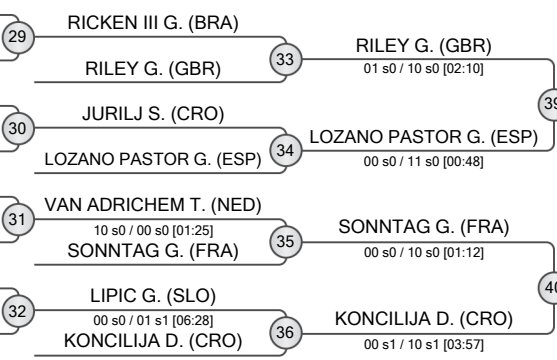 RICKEN III G. (BRA)
29
RILEY G. (GBR)
33
RILEY G. (GBR)
01 s0 / 10 s0 [02:10]
39
JURILJ S. (CRO)
30
LOZANO PASTOR G. (ESP)
34
LOZANO PASTOR G. (ESP)
00 s0 / 11 s0 [00:48]
VAN ADRICHEM T. (NED)
31
10 s0 / 00 s0 [01:25]
SONNTAG G. (FRA)
35
SONNTAG G. (FRA)
00 s0 / 10 s0 [01:12]
40
LIPIC G. (SLO)
32
00 s0 / 01 s1 [06:28]
KONCILIJA D. (CRO)
36
KONCILIJA D. (CRO)
00 s1 / 10 s1 [03:57]